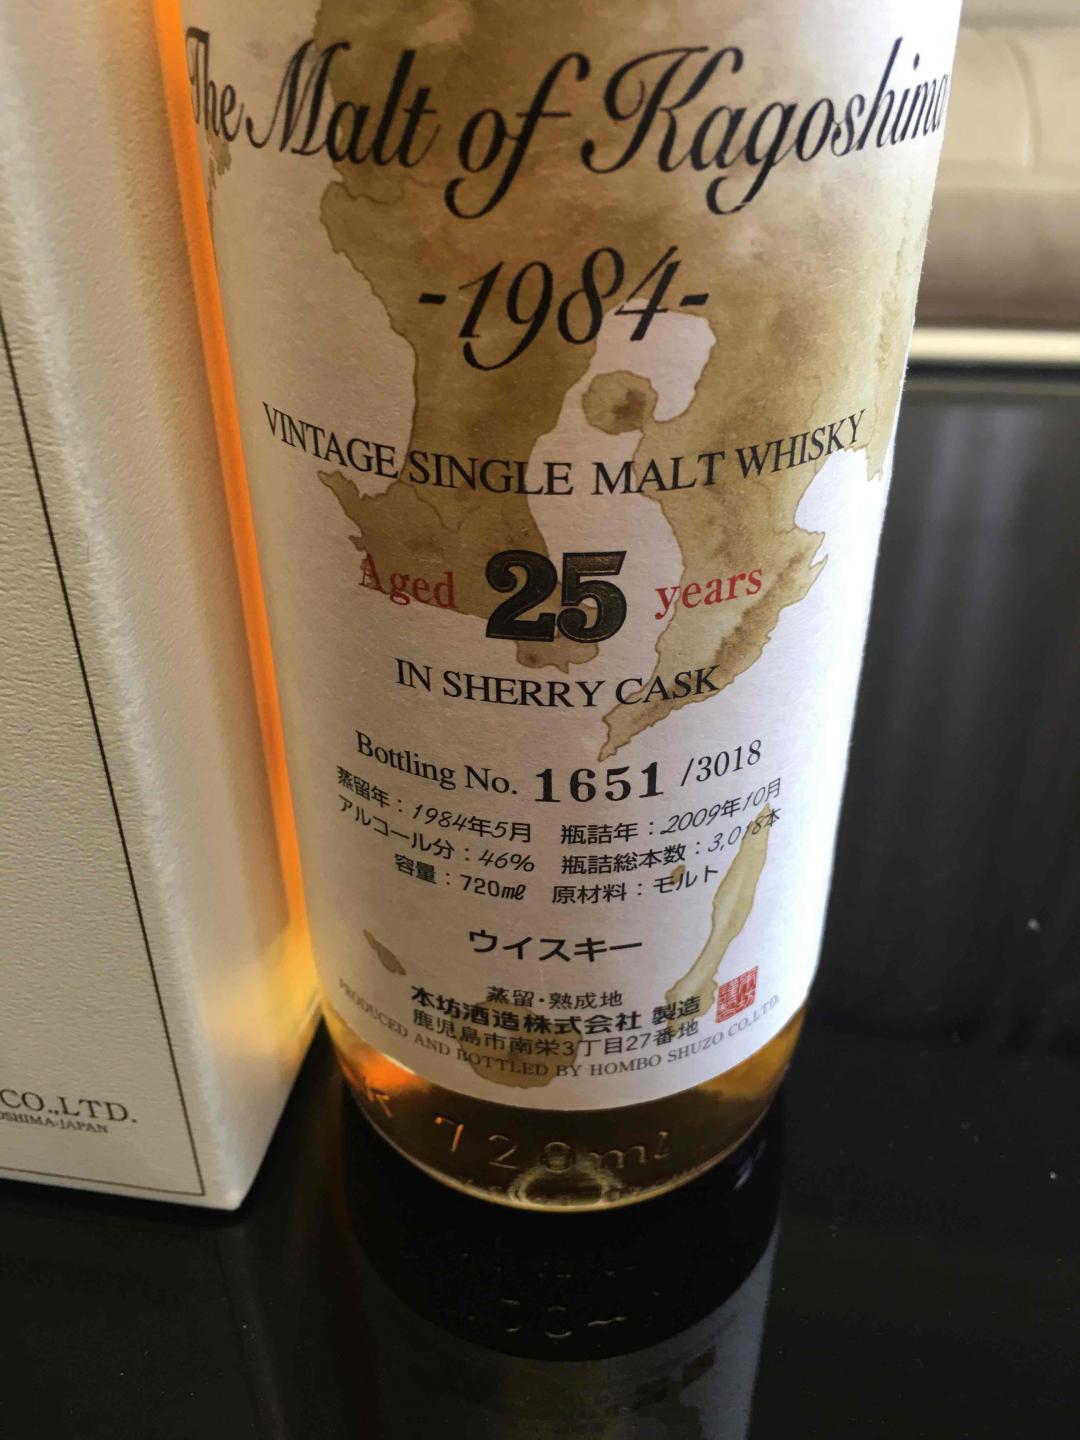 The Malt of Kagoshima
-1984-
VINTAGE SINGLE MALT WHISKY
Aged 25 years
IN SHERRY CASK
Bottling No. 1651 /3018
蒸留年：1984年5月 瓶詰年：2009年10月
アルコール分：46% 瓶詰総本数：3,018本
容量：720mℓ 原材料：モルト
ウイスキー
蒸留・熟成地
本坊酒造株式会社 製造
鹿児島市南栄3丁目27番地
PRODUCED AND BOTTLED BY HOMBO SHUZO CO.,LTD.
720ml
CO.,LTD.
OSHIMA-JAPAN